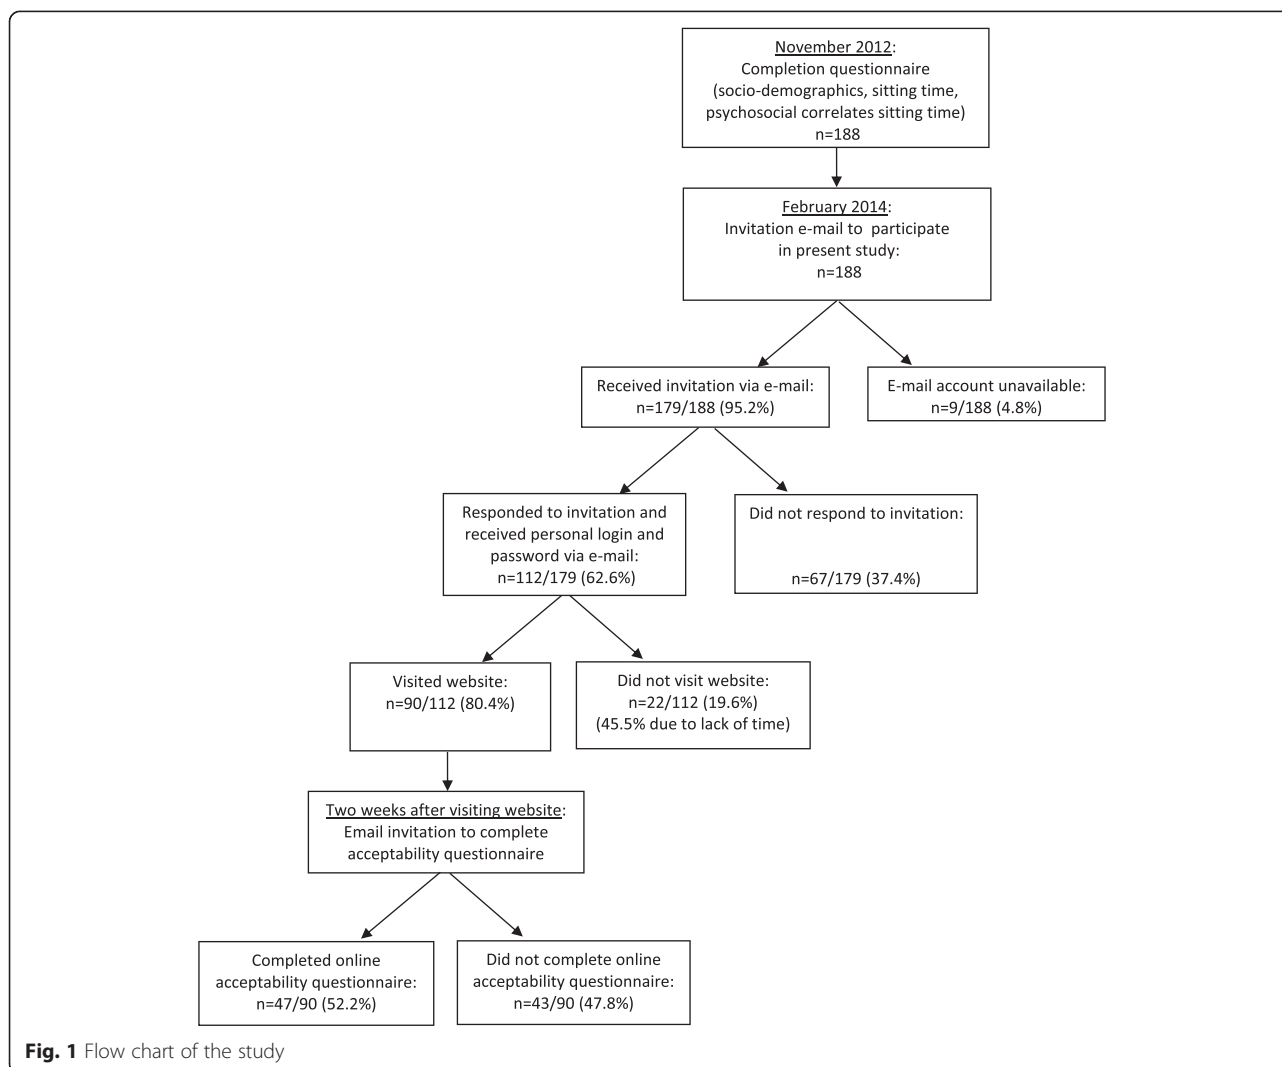 November 2012:
Completion questionnaire
(socio-demographics, sitting time,
psychosocial correlates sitting time)
n=188
February 2014:
Invitation e-mail to participate
in present study:
n=188
Received invitation via e-mail:
n=179/188 (95.2%)
E-mail account unavailable:
n=9/188 (4.8%)
Responded to invitation and
received personal login and
password via e-mail:
n=112/179 (62.6%)
Did not respond to invitation:
n=67/179 (37.4%)
Visited website:
n=90/112 (80.4%)
Did not visit website:
n=22/112 (19.6%)
(45.5% due to lack of time)
Two weeks after visiting website:
Email invitation to complete
acceptability questionnaire
Completed online
acceptability questionnaire:
n=47/90 (52.2%)
Did not complete online
acceptability questionnaire:
n=43/90 (47.8%)
Fig. 1 Flow chart of the study